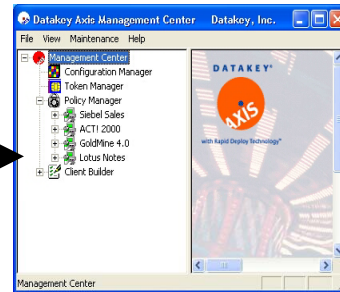 Datakey Axis Management Center Datakey, Inc.
File View Maintenance Help
Management Center
Configuration Manager
Token Manager
Policy Manager
Siebel Sales
ACT! 2000
GoldMine 4.0
Lotus Notes
Client Builder
DATAKEY®
AXIS
with Rapid Deploy Technology™
Management Center